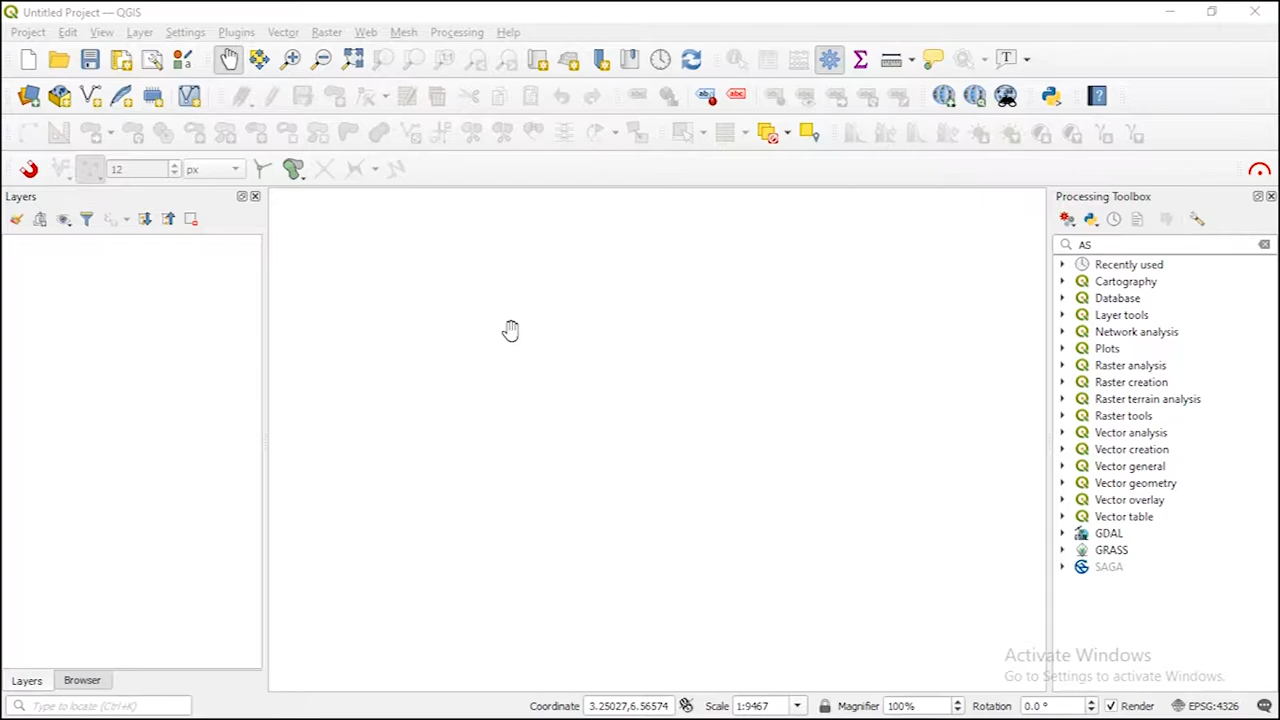 Untitled Project — QGIS
Project Edit View Layer Settings Plugins Vector Raster Web Mesh Processing Help
12 px
Layers
Processing Toolbox
AS
Recently used
Cartography
Database
Layer tools
Network analysis
Plots
Raster analysis
Raster creation
Raster terrain analysis
Raster tools
Vector analysis
Vector creation
Vector general
Vector geometry
Vector overlay
Vector table
GDAL
GRASS
SAGA
Activate Windows
Go to Settings to activate Windows.
Layers Browser
Type to locate (Ctrl+K) Coordinate 3.25027,6.56574 Scale 1:9467 Magnifier 100% Rotation 0.0 ° Render EPSG:4326